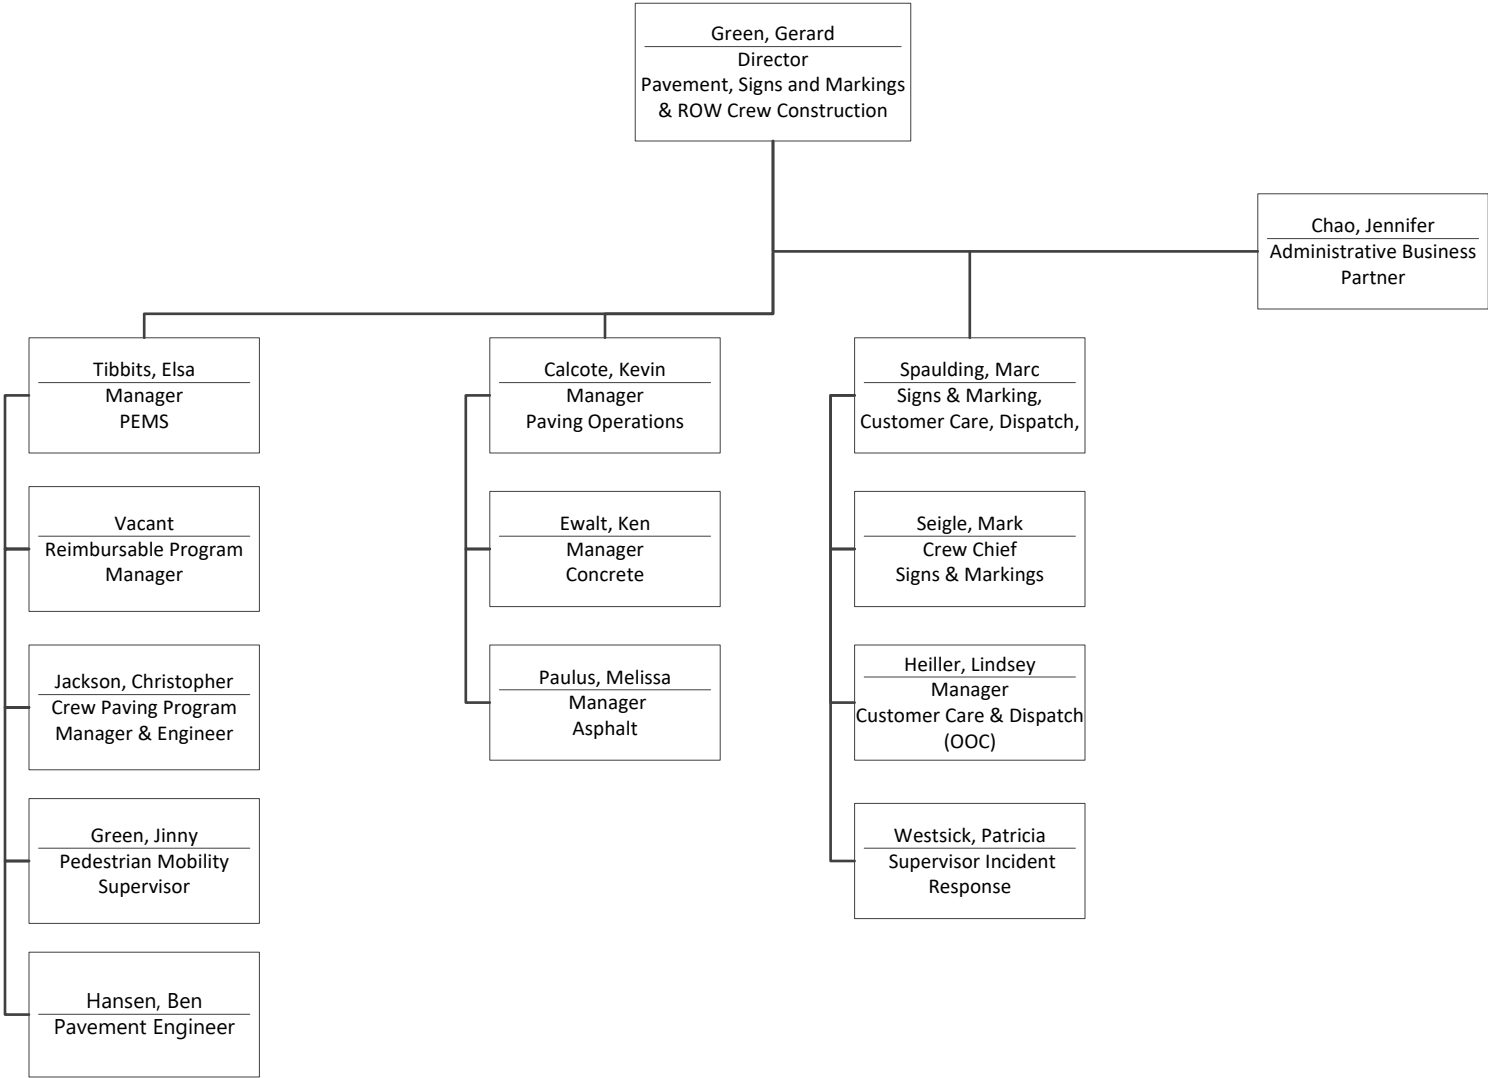 Green, Gerard
Director
Pavement, Signs and Markings
& ROW Crew Construction
Chao, Jennifer
Administrative Business
Partner
Tibbits, Elsa
Manager
PEMS
Vacant
Reimbursable Program
Manager
Jackson, Christopher
Crew Paving Program
Manager & Engineer
Green, Jinny
Pedestrian Mobility
Supervisor
Hansen, Ben
Pavement Engineer
Calcote, Kevin
Manager
Paving Operations
Ewalt, Ken
Manager
Concrete
Paulus, Melissa
Manager
Asphalt
Spaulding, Marc
Signs & Marking,
Customer Care, Dispatch,
Seigle, Mark
Crew Chief
Signs & Markings
Heiller, Lindsey
Manager
Customer Care & Dispatch
(OOC)
Westsick, Patricia
Supervisor Incident
Response